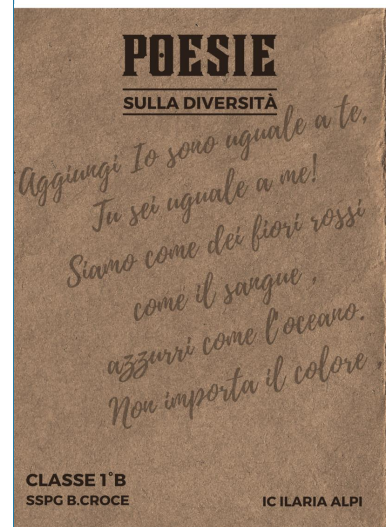 POESIE
SULLA DIVERSITÀ
Aggiungi Io sono uguale a te,
Tu sei uguale a me!
Siamo come dei fiori rossi
come il sangue ,
azzurri come l'oceano.
Non importa il colore ,
CLASSE 1°B
SSPG B.CROCE
IC ILARIA ALPI